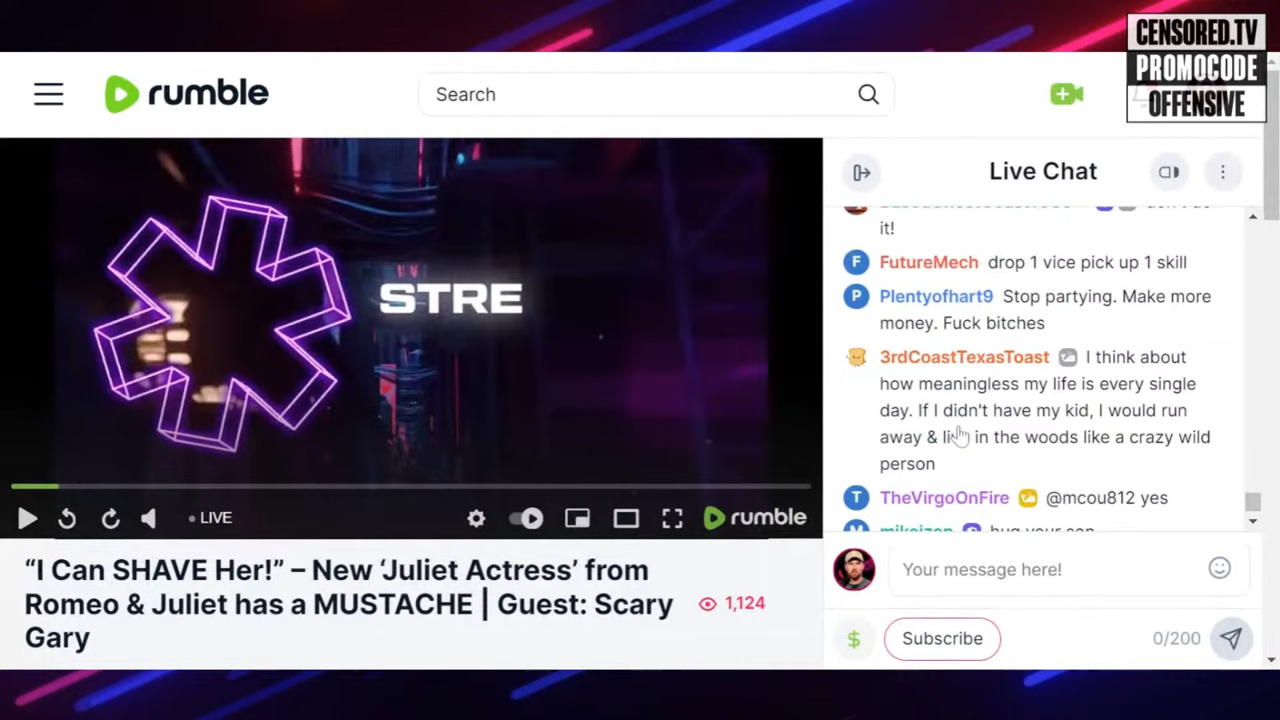 CENSORED.TV
PROMOCODE
OFFENSIVE
rumble
Search
STRE
LIVE
rumble
“I Can SHAVE Her!” – New ‘Juliet Actress’ from
Romeo & Juliet has a MUSTACHE | Guest: Scary
Gary
1,124
Live Chat
it!
FutureMech drop 1 vice pick up 1 skill
Plentyofhart9 Stop partying. Make more
money. Fuck bitches
3rdCoastTexasToast I think about
how meaningless my life is every single
day. If I didn't have my kid, I would run
away & in the woods like a crazy wild
person
TheVirgoOnFire @mcou812 yes
hug your son
Your message here!
Subscribe
0/200